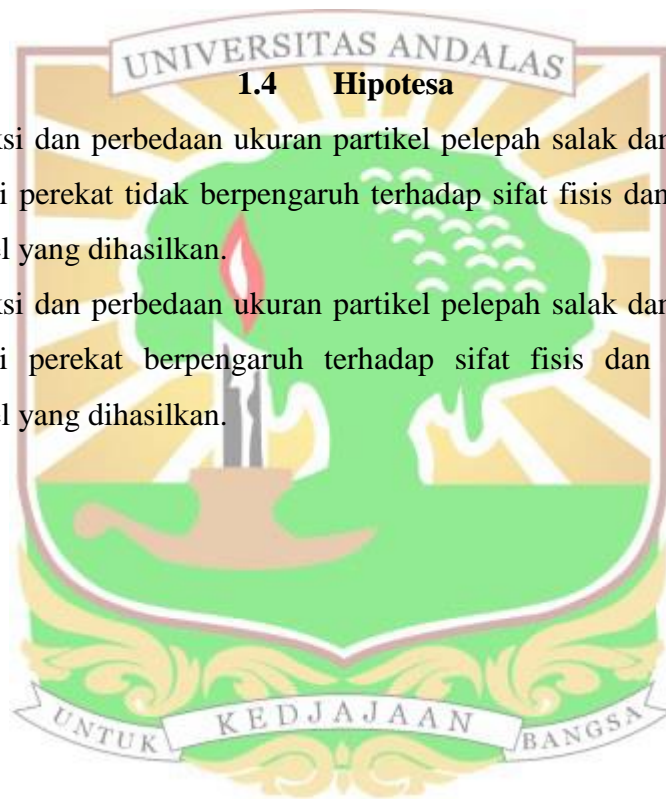 UNIVERSITAS ANDALAS
1.4 Hipotesa
si dan perbedaan ukuran partikel pelepah salak dar
i perekat tidak berpengaruh terhadap sifat fisis dan
l yang dihasilkan.
si dan perbedaan ukuran partikel pelepah salak dar
i perekat berpengaruh terhadap sifat fisis dan
l yang dihasilkan.
UNTUK KEDJAJAAN BANGSA